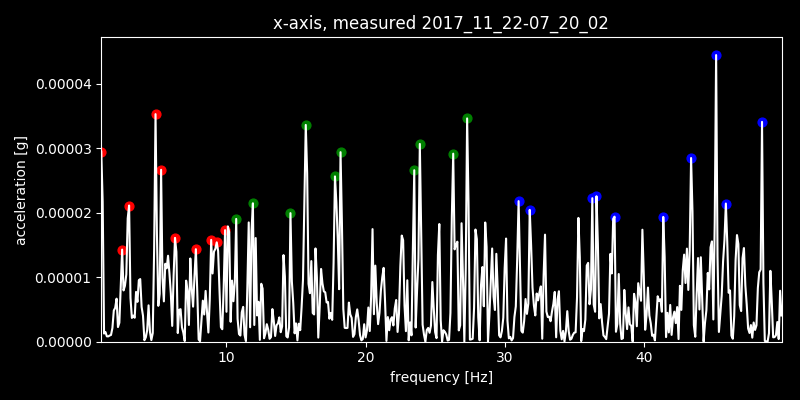 x-axis, measured 2017_11_22-07_20_02
0.00004
0.00003
0.00002
0.00001
0.00000
acceleration [g]
10 20 30 40
frequency [Hz]